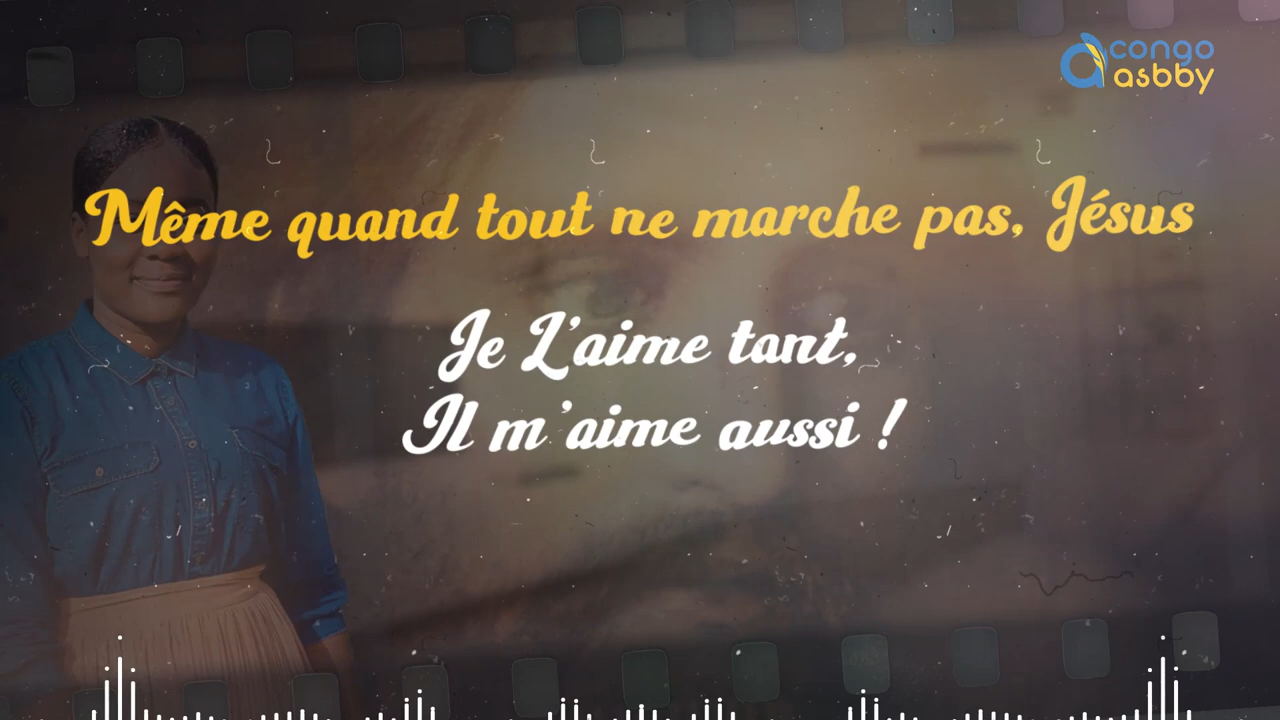 congo
asbby
Même quand tout ne marche pas, Jésus
Je L'aime tant,
Il m'aime aussi !